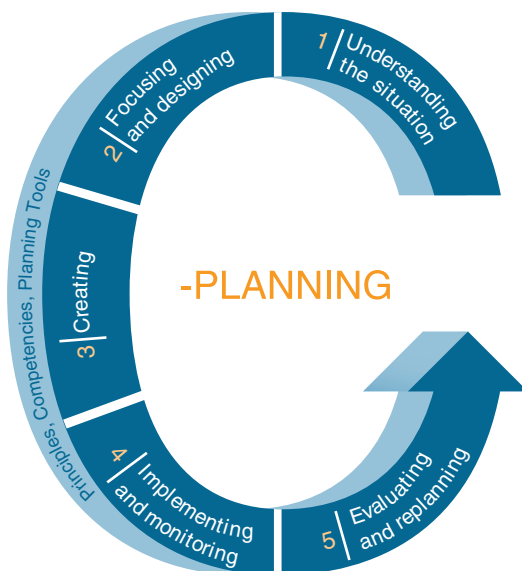 1
Understanding
the situation
2
Focusing
and designing
3
Creating
4
Implementing
and monitoring
5
Evaluating
and replanning
Principles, Competencies, Planning Tools
-PLANNING